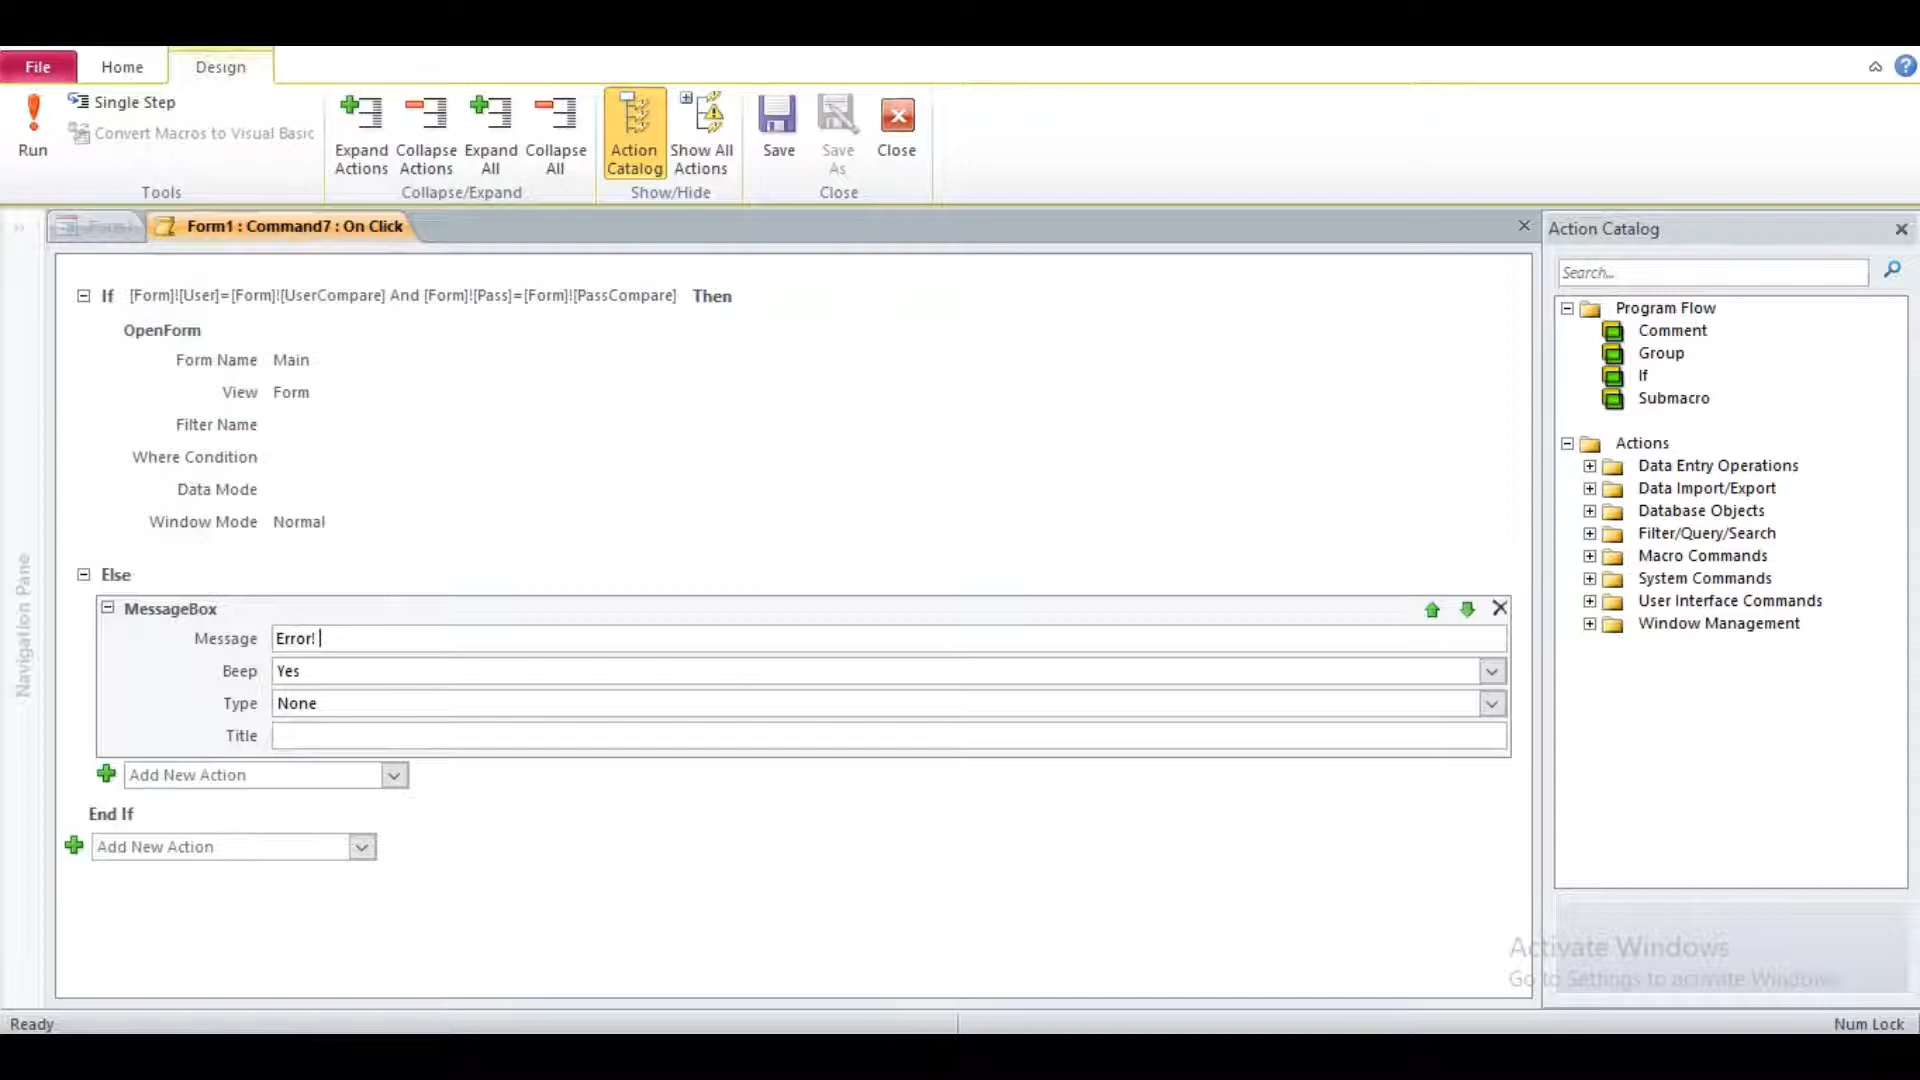 File Home Design
Run
Single Step
Convert Macros to Visual Basic
Tools
Expand Actions
Collapse Actions
Expand All
Collapse All
Collapse/Expand
Action Catalog
Show All Actions
Show/Hide
Save
Save As
Close
Close
Form1 : Command7 : On Click
Navigation Pane
If [Form]![User]=[Form]![UserCompare] And [Form]![Pass]=[Form]![PassCompare] Then
OpenForm
Form Name Main
View Form
Filter Name
Where Condition
Data Mode
Window Mode Normal
Else
MessageBox
Message Error!
Beep Yes
Type None
Title
Add New Action
End If
Add New Action
Action Catalog
Search...
Program Flow
Comment
Group
If
Submacro
Actions
Data Entry Operations
Data Import/Export
Database Objects
Filter/Query/Search
Macro Commands
System Commands
User Interface Commands
Window Management
Activate Windows
Go to Settings to activate Windows.
Ready
Num Lock